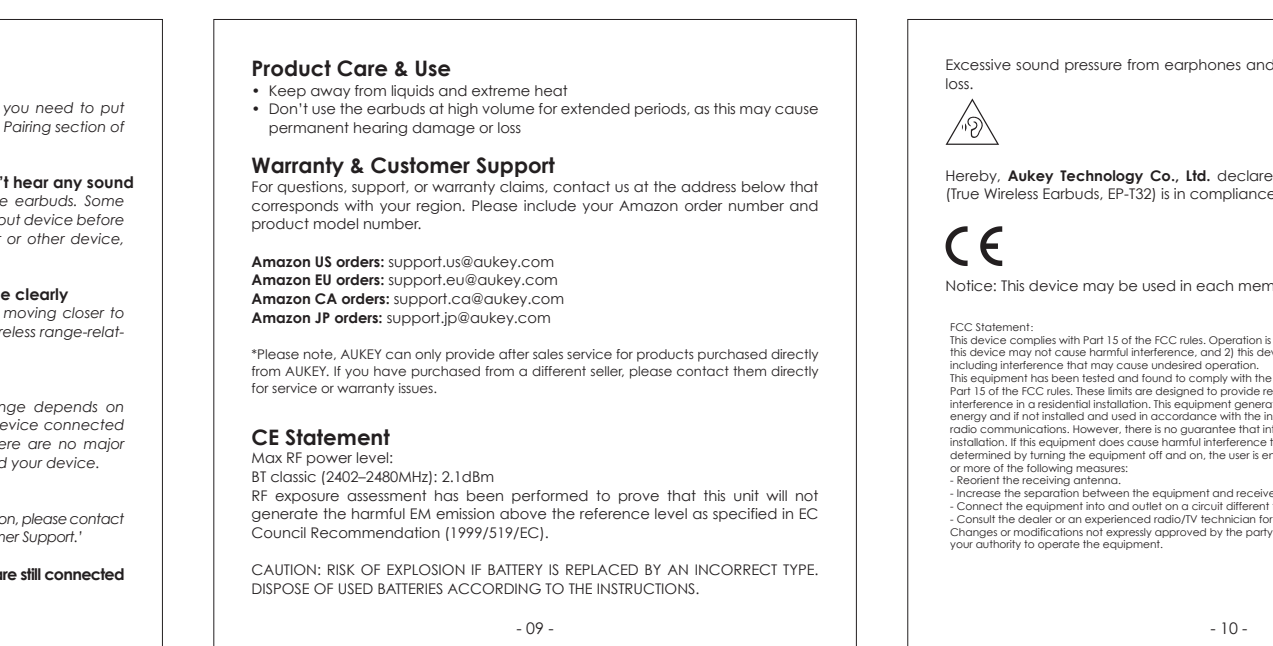 you need to put
Pairing section of
't hear any sound
e earbuds. Some
out device before
t or other device,
e clearly
moving closer to
reless range-relat-
nge depends on
evice connected
ere are no major
d your device.
on, please contact
mer Support.'
are still connected
Product Care & Use
• Keep away from liquids and extreme heat
• Don't use the earbuds at high volume for extended periods, as this may cause
permanent hearing damage or loss
Warranty & Customer Support
For questions, support, or warranty claims, contact us at the address below that
corresponds with your region. Please include your Amazon order number and
product model number.
Amazon US orders: support.us@aukey.com
Amazon EU orders: support.eu@aukey.com
Amazon CA orders: support.ca@aukey.com
Amazon JP orders: support.jp@aukey.com
*Please note, AUKEY can only provide after sales service for products purchased directly
from AUKEY. If you have purchased from a different seller, please contact them directly
for service or warranty issues.
CE Statement
Max RF power level:
BT classic (2402–2480MHz): 2.1dBm
RF exposure assessment has been performed to prove that this unit will not
generate the harmful EM emission above the reference level as specified in EC
Council Recommendation (1999/519/EC).
CAUTION: RISK OF EXPLOSION IF BATTERY IS REPLACED BY AN INCORRECT TYPE.
DISPOSE OF USED BATTERIES ACCORDING TO THE INSTRUCTIONS.
- 09 -
Excessive sound pressure from earphones and
loss.
Hereby, Aukey Technology Co., Ltd. declare
(True Wireless Earbuds, EP-T32) is in compliance
CE
Notice: This device may be used in each mem
FCC Statement:
This device complies with Part 15 of the FCC rules. Operation is
this device may not cause harmful interference, and 2) this dev
including interference that may cause undesired operation.
This equipment has been tested and found to comply with the
Part 15 of the FCC rules. These limits are designed to provide re
interference in a residential installation. This equipment genera
energy and if not installed and used in accordance with the in
radio communications. However, there is no guarantee that int
installation. If this equipment does cause harmful interference t
determined by turning the equipment off and on, the user is en
or more of the following measures:
- Reorient the receiving antenna.
- Increase the separation between the equipment and receive
- Connect the equipment into and outlet on a circuit different
- Consult the dealer or an experienced radio/TV technician for
Changes or modifications not expressly approved by the party
your authority to operate the equipment.
- 10 -